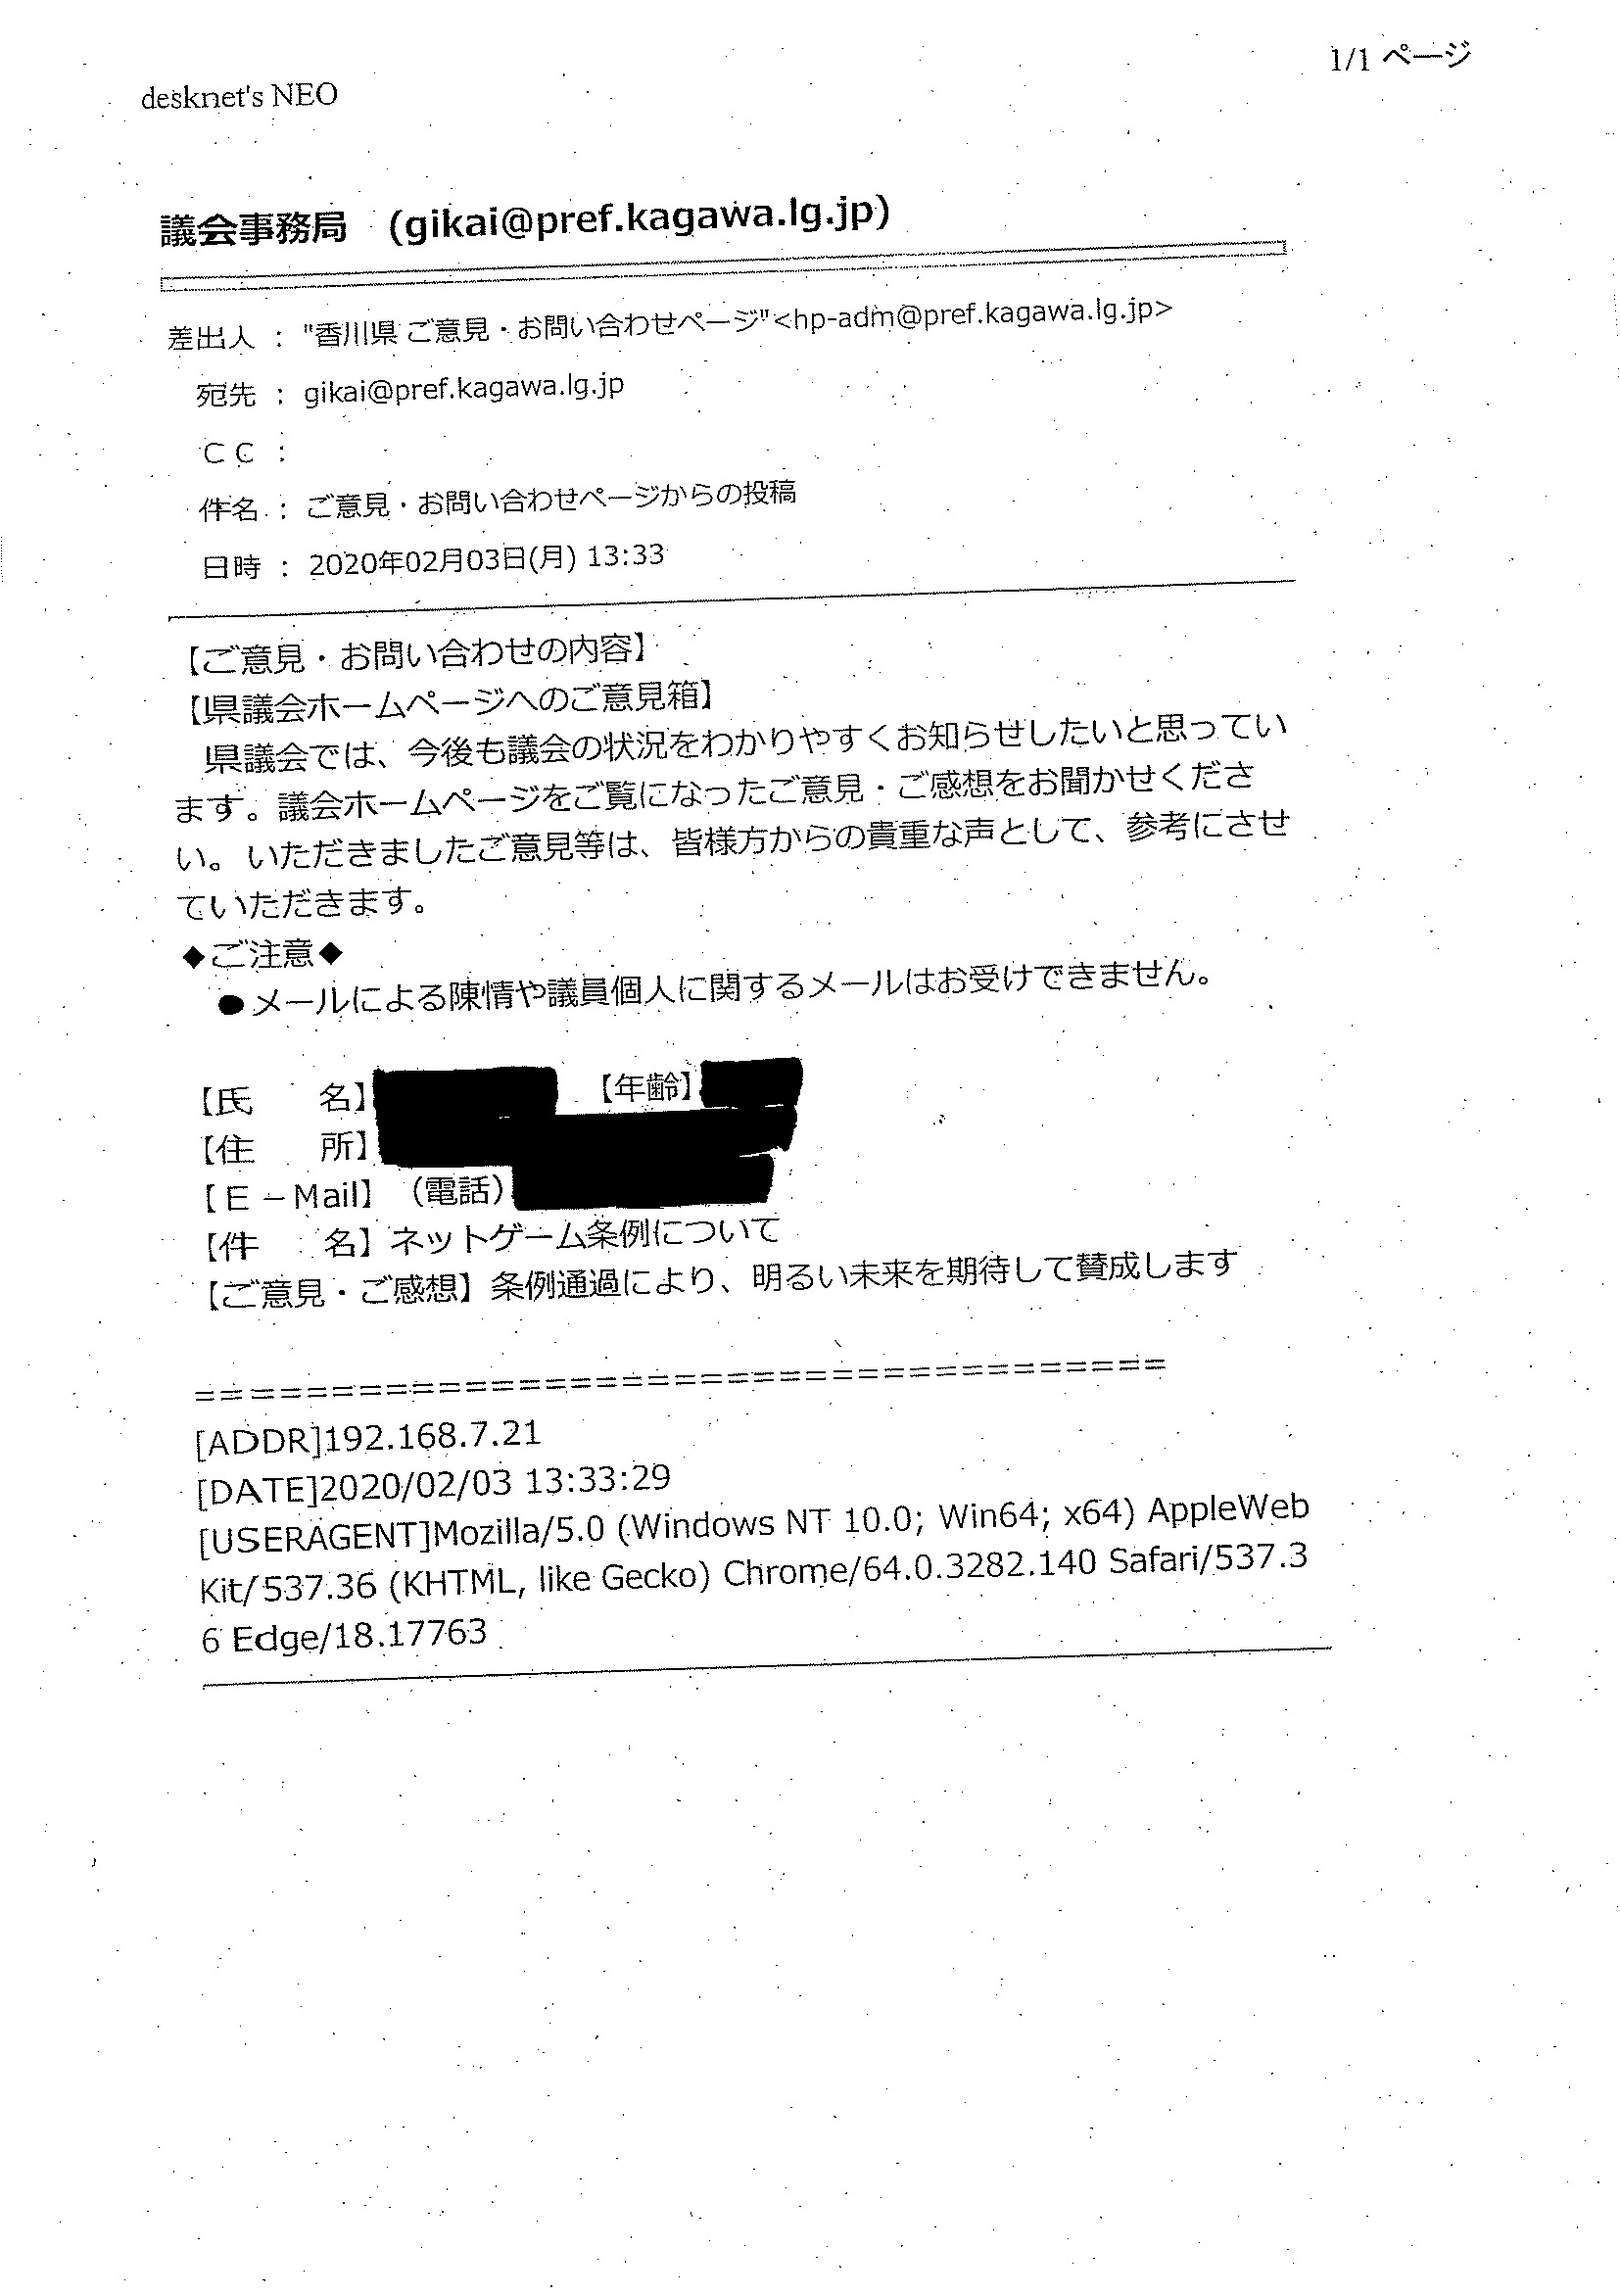 1/1 ページ
desknet's NEO
議会事務局 (gikai@pref.kagawa.lg.jp)
差出人 : "香川県 ご意見・お問い合わせページ"<hp-adm@pref.kagawa.lg.jp>
宛先 : gikai@pref.kagawa.lg.jp
ＣＣ :
件名 : ご意見・お問い合わせページからの投稿
日時 : 2020年02月03日(月) 13:33
【ご意見・お問い合わせの内容】
【県議会ホームページへのご意見箱】
　県議会では、今後も議会の状況をわかりやすくお知らせしたいと思ってい
ます。議会ホームページをご覧になったご意見・ご感想をお聞かせくださ
い。いただきましたご意見等は、皆様方からの貴重な声として、参考にさせ
ていただきます。
◆ご注意◆
　●メールによる陳情や議員個人に関するメールはお受けできません。
【氏　　名】　【年齢】
【住　　所】
【Ｅ－Mail】（電話）
【件　　名】ネットゲーム条例について
【ご意見・ご感想】条例通過により、明るい未来を期待して賛成します
=====================================
[ADDR]192.168.7.21
[DATE]2020/02/03 13:33:29
[USERAGENT]Mozilla/5.0 (Windows NT 10.0; Win64; x64) AppleWeb
Kit/537.36 (KHTML, like Gecko) Chrome/64.0.3282.140 Safari/537.3
6 Edge/18.17763